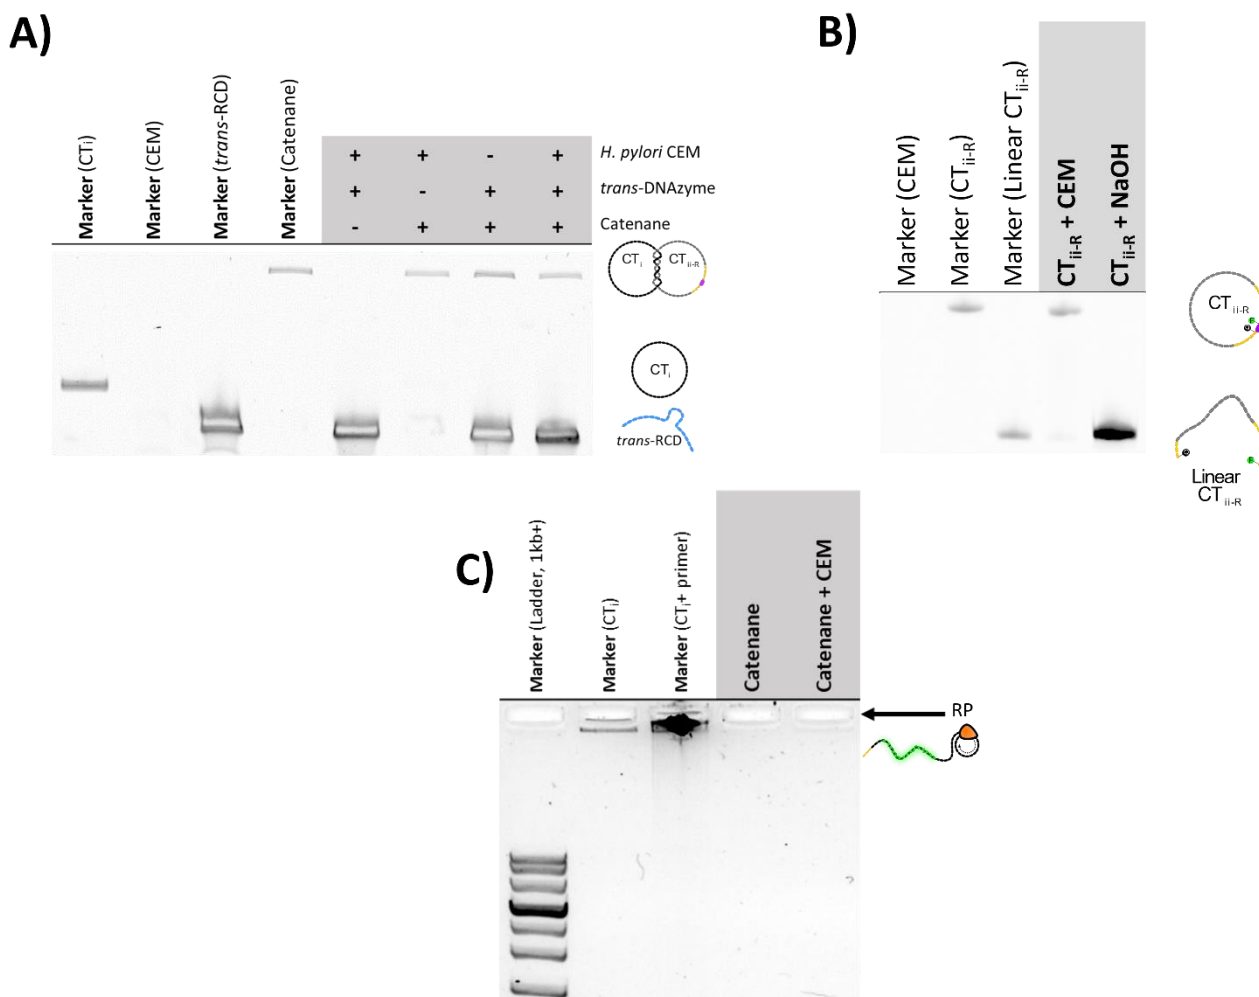 A)
Marker (CTi)
Marker (CEM)
Marker (trans-RCD)
Marker (Catenane)
+ + - + H. pylori CEM
+ - + + trans-DNAzyme
- + + + Catenane
CTi CTii-R
CTi
trans-RCD
B)
Marker (CEM)
Marker (CTii-R)
Marker (Linear CTii-R)
CTii-R + CEM
CTii-R + NaOH
CTii-R
F
Q
Q
F
Linear
CTii-R
C)
Marker (Ladder, 1kb+)
Marker (CTi)
Marker (CTi+ primer)
Catenane
Catenane + CEM
RP